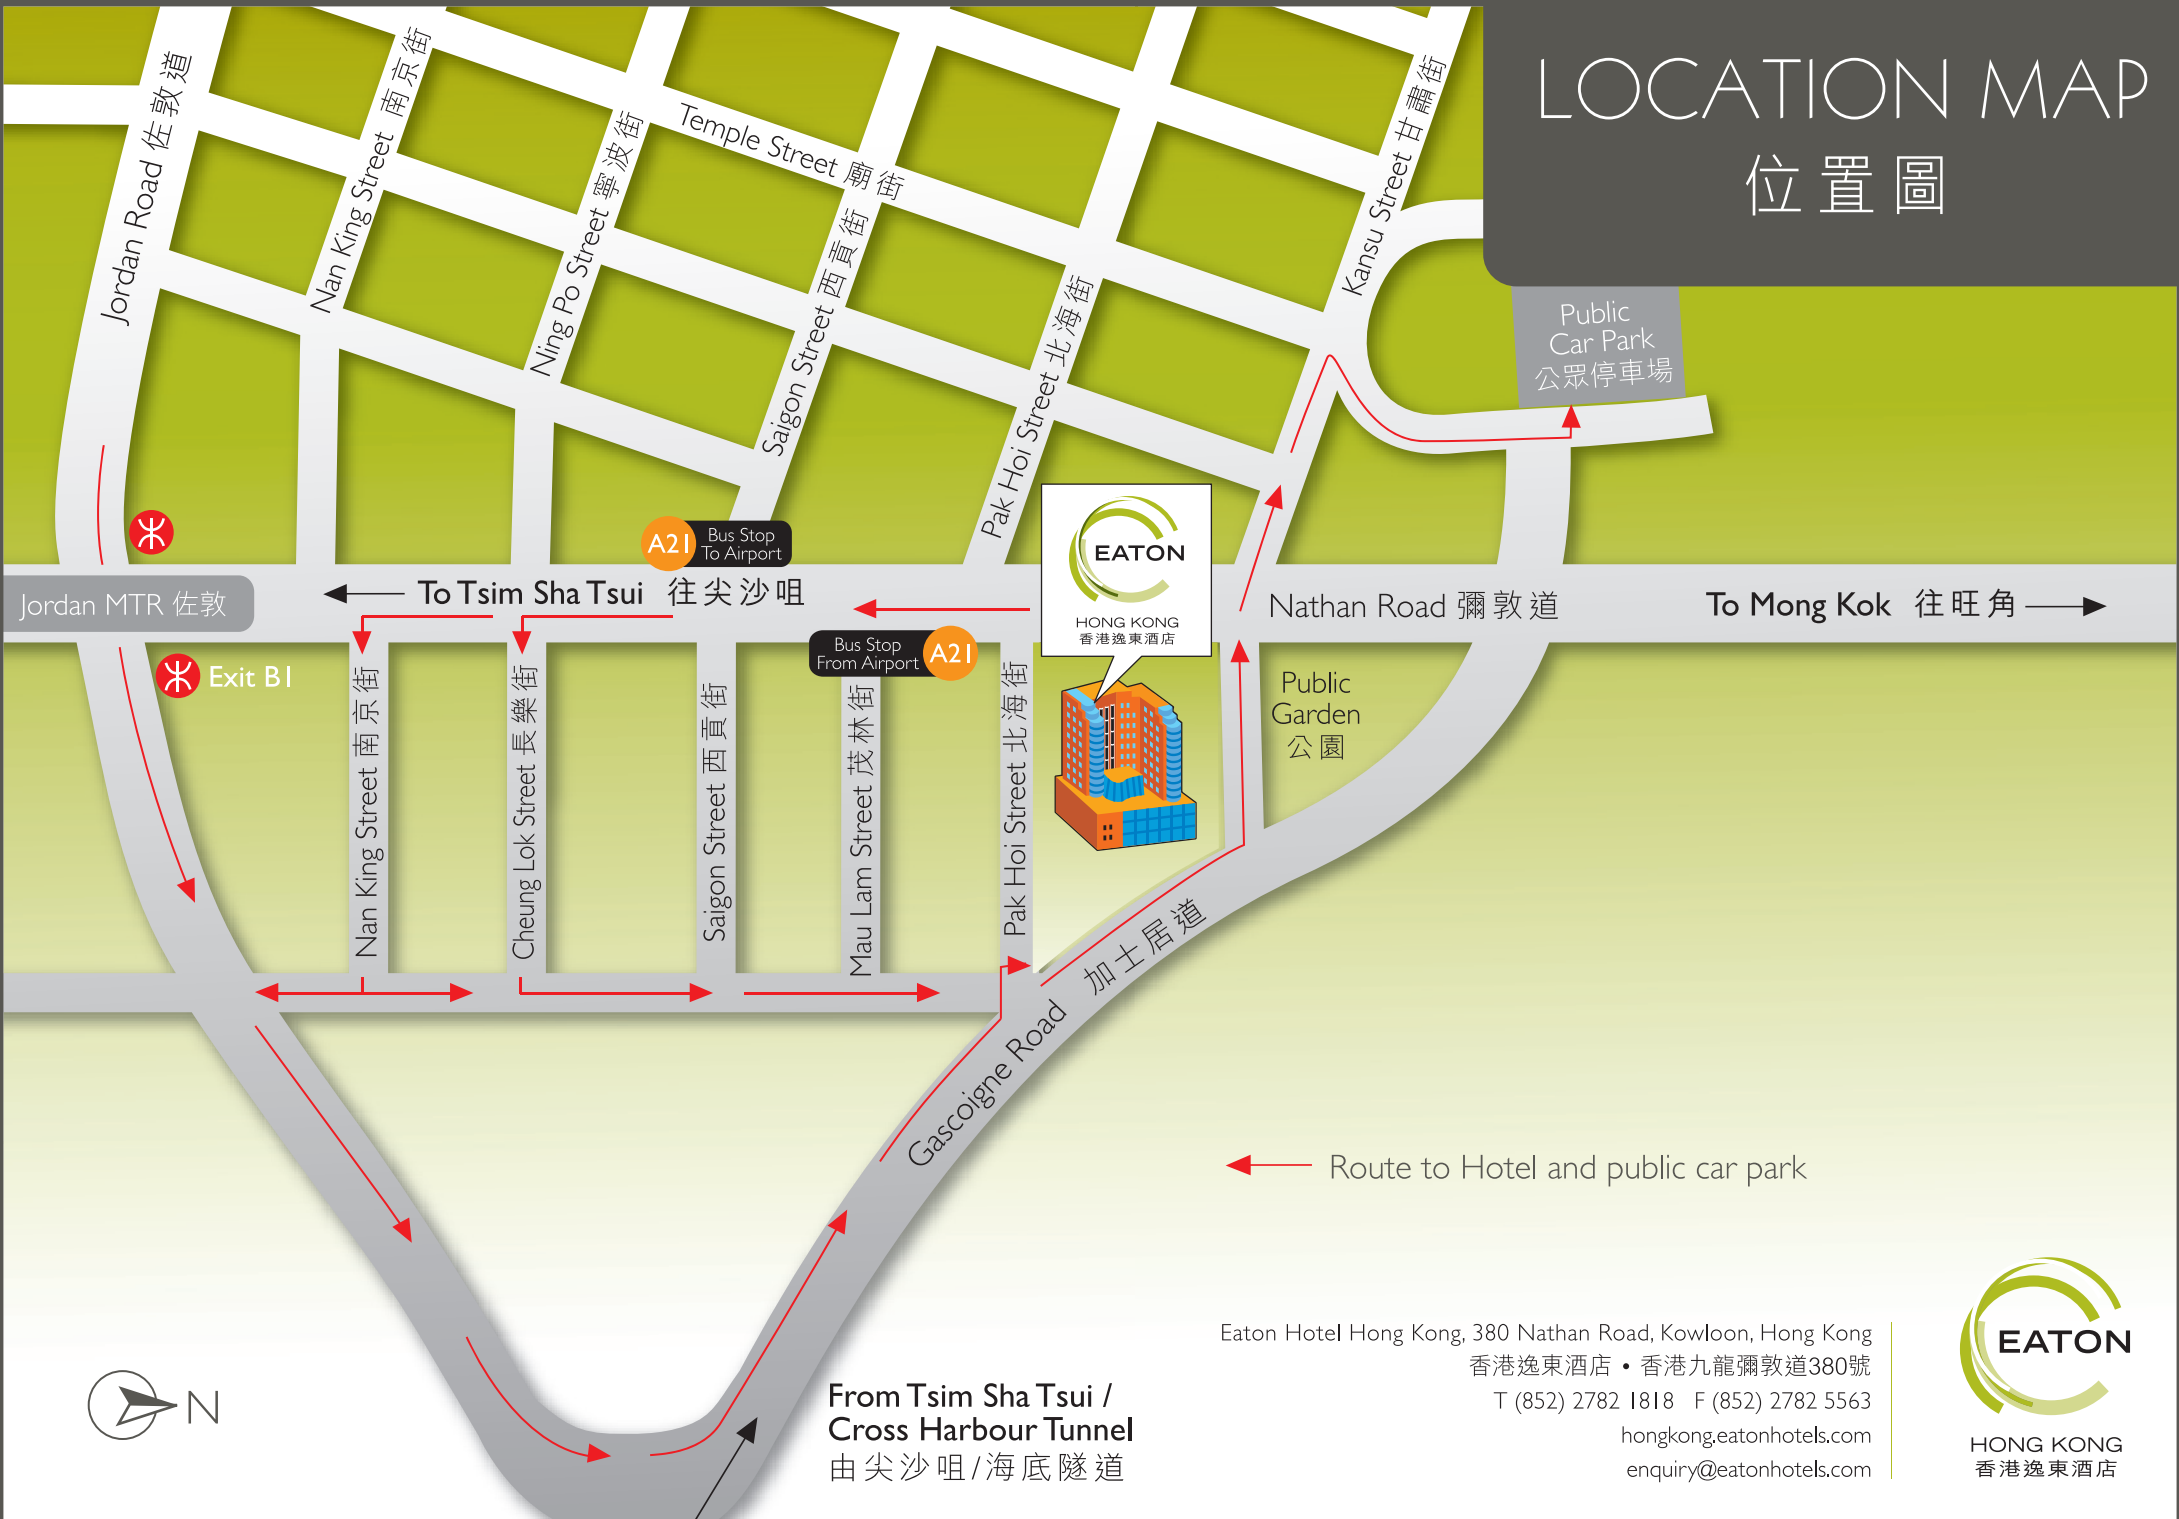 LOCATION MAP
位置圖
Jordan Road 佐敦道
Nan King Street 南京街
Ning Po Street 寧波街
Temple Street 廟街
Saigon Street 西貢街
Pak Hoi Street 北海街
Kansu Street 甘肅街
Public
Car Park
公眾停車場
A21
Bus Stop
To Airport
EATON
HONG KONG
香港逸東酒店
Jordan MTR 佐敦
To Tsim Sha Tsui 往尖沙咀
Nathan Road 彌敦道
To Mong Kok 往旺角
Exit B1
Bus Stop
From Airport
A21
Nan King Street 南京街
Cheung Lok Street 長樂街
Saigon Street 西貢街
Mau Lam Street 茂林街
Pak Hoi Street 北海街
Public
Garden
公園
Gascoigne Road 加士居道
Route to Hotel and public car park
N
From Tsim Sha Tsui /
Cross Harbour Tunnel
由尖沙咀/海底隧道
Eaton Hotel Hong Kong, 380 Nathan Road, Kowloon, Hong Kong
香港逸東酒店 • 香港九龍彌敦道380號
T (852) 2782 1818 F (852) 2782 5563
hongkong.eatonhotels.com
enquiry@eatonhotels.com
EATON
HONG KONG
香港逸東酒店